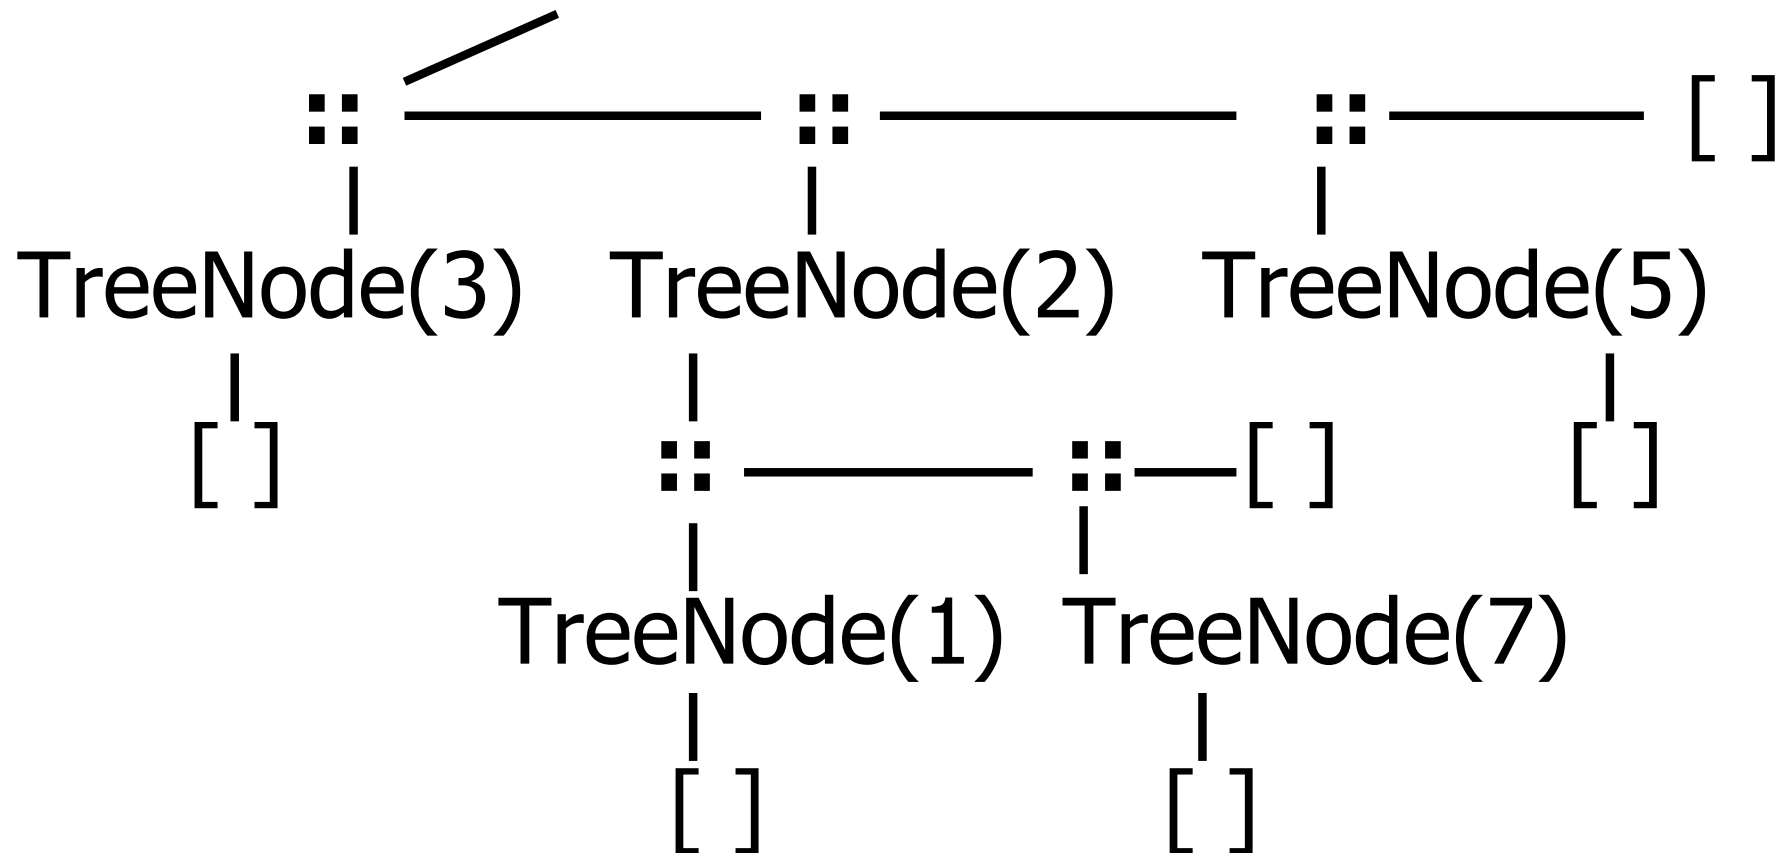 :: :: :: [ ]
TreeNode(3) TreeNode(2) TreeNode(5)
[ ] :: :: [ ] [ ]
TreeNode(1) TreeNode(7)
[ ] [ ]